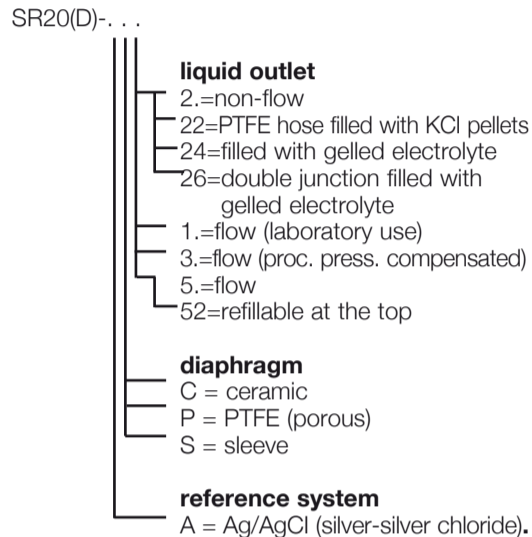 SR20(D)-. . .
liquid outlet
2.=non-flow
22=PTFE hose filled with KCl pellets
24=filled with gelled electrolyte
26=double junction filled with
gelled electrolyte
1.=flow (laboratory use)
3.=flow (proc. press. compensated)
5.=flow
52=refillable at the top
diaphragm
C = ceramic
P = PTFE (porous)
S = sleeve
reference system
A = Ag/AgCl (silver-silver chloride).